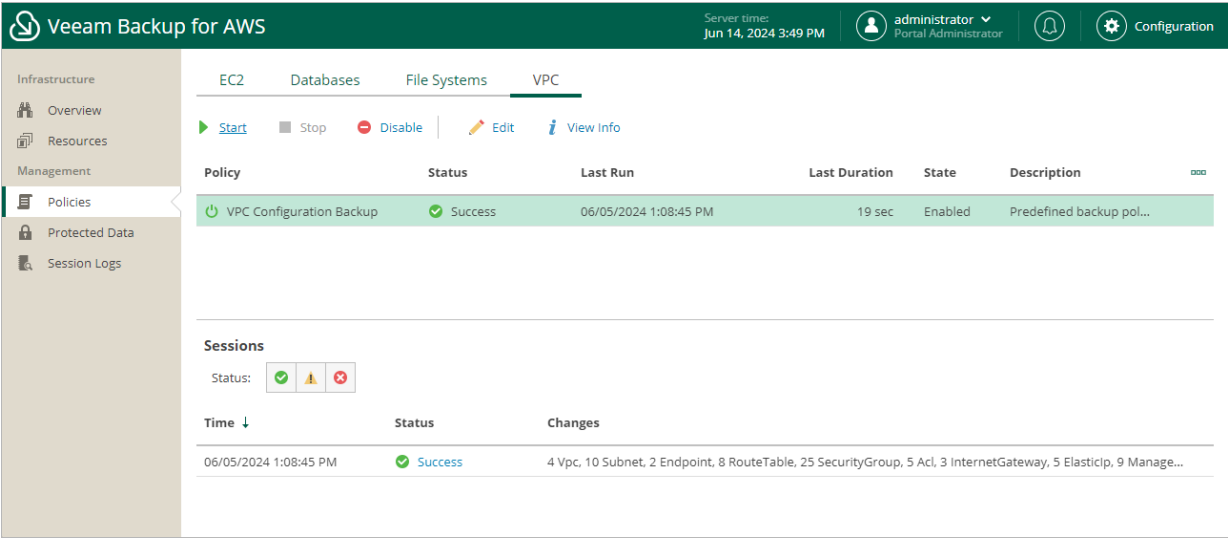 Veeam Backup for AWS
Server time:
Jun 14, 2024 3:49 PM
administrator
Portal Administrator
Configuration
Infrastructure
Overview
Resources
Management
Policies
Protected Data
Session Logs
EC2 Databases File Systems VPC
Start Stop Disable Edit View Info
Policy Status Last Run Last Duration State Description
VPC Configuration Backup Success 06/05/2024 1:08:45 PM 19 sec Enabled Predefined backup pol...
Sessions
Status:
Time Status Changes
06/05/2024 1:08:45 PM Success 4 Vpc, 10 Subnet, 2 Endpoint, 8 RouteTable, 25 SecurityGroup, 5 Acl, 3 InternetGateway, 5 ElasticIp, 9 Manage...